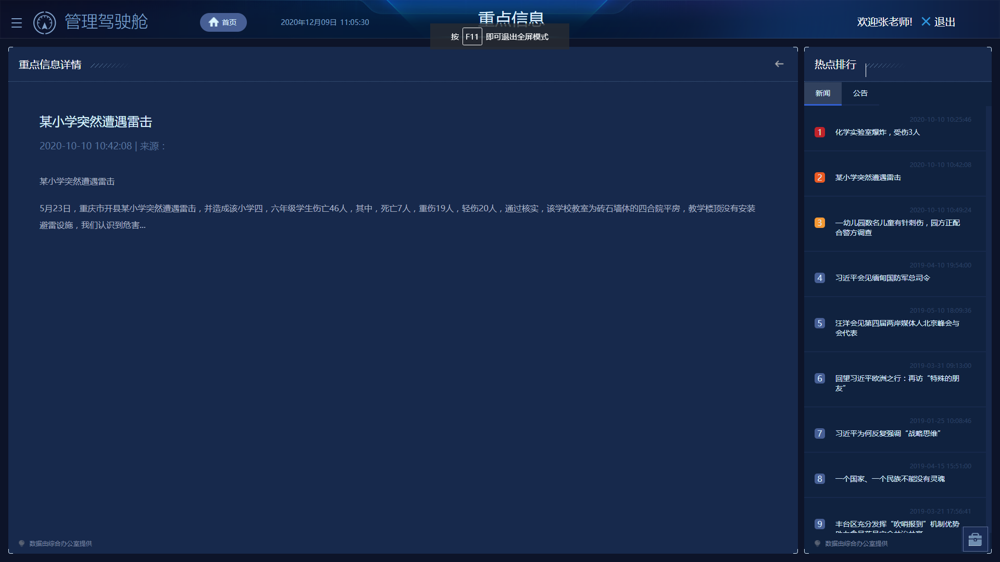 管理驾驶舱
首页
2020年12月09日 11:05:30
重点信息
按 F11 即可退出全屏模式
欢迎张老师!
退出
重点信息详情
某小学突然遭遇雷击
2020-10-10 10:42:08 | 来源：
某小学突然遭遇雷击
5月23日，重庆市开县某小学突然遭遇雷击，并造成该小学四，六年级学生伤亡46人，其中，死亡7人，重伤19人，轻伤20人，通过核实，该学校教室为砖石墙体的四合院平房，教学楼顶没有安装
避雷设施，我们认识到危害...
数据由综合办公室提供
热点排行
新闻
公告
2020-10-10 10:25:46
1 化学实验室爆炸，受伤3人
2020-10-10 10:42:08
2 某小学突然遭遇雷击
2020-10-10 10:49:24
3 一幼儿园数名儿童有针刺伤，园方正配
合警方调查
2019-04-10 19:54:00
4 习近平会见缅甸国防军总司令
2019-05-10 18:09:36
5 汪洋会见第四届两岸媒体人北京峰会与
会代表
2019-03-31 09:13:00
6 回望习近平欧洲之行：再访“特殊的朋
友”
2019-01-25 10:08:46
7 习近平为何反复强调“战略思维”
2019-04-15 15:51:00
8 一个国家、一个民族不能没有灵魂
2019-03-21 17:56:41
9 丰台区充分发挥“吹哨报到”机制优势
数据由综合办公室提供